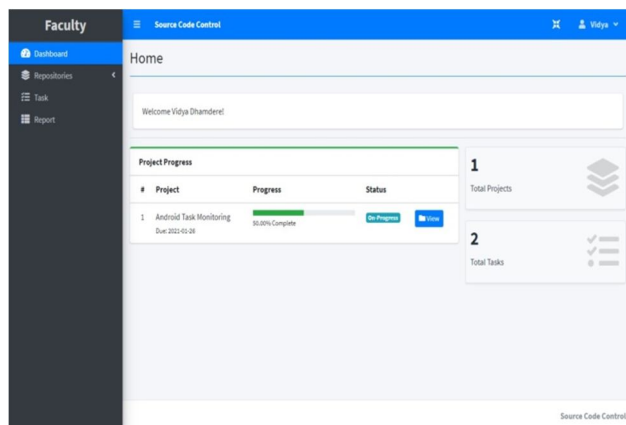 Faculty
Source Code Control
Vidya
Dashboard
Repositories
Task
Report
Home
Welcome Vidya Dhamdere!
Project Progress
# Project Progress Status
1 Android Task Monitoring
Due: 2021-01-26
50.00% Complete
On-Progress
View
1
Total Projects
2
Total Tasks
Source Code Control